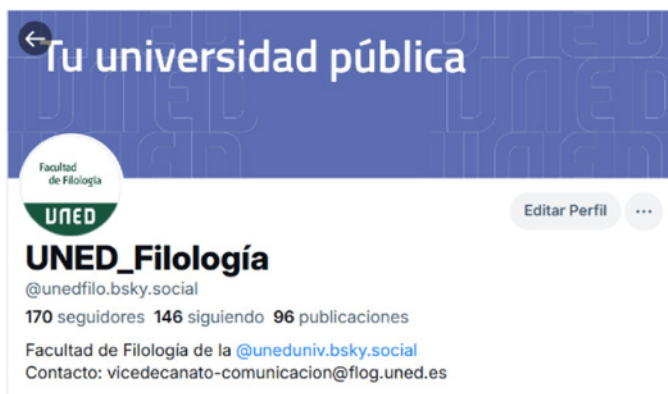 Tu universidad pública
Facultad
de Filología
UNED
Editar Perfil
UNED_Filología
@unedfilo.bsky.social
170 seguidores 146 siguiendo 96 publicaciones
Facultad de Filología de la @uneduniv.bsky.social
Contacto: vicedecanato-comunicacion@flog.uned.es